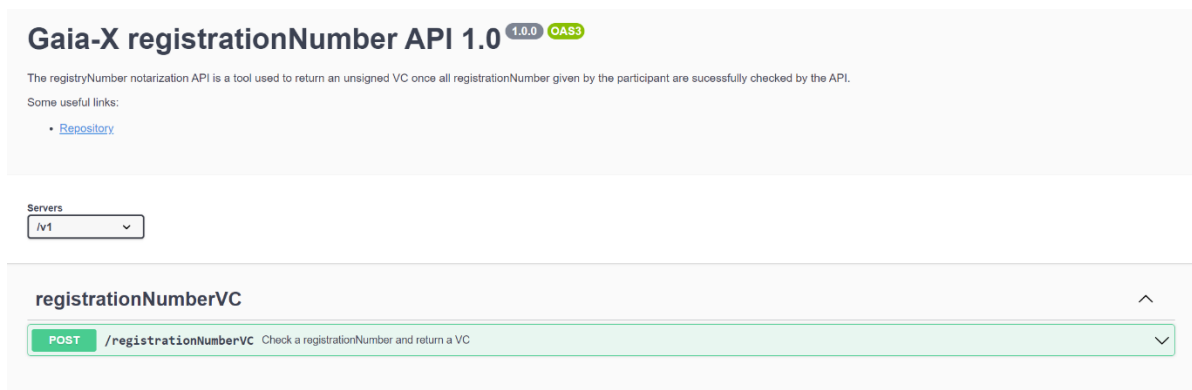 Gaia-X registrationNumber API 1.0 1.0.0 OAS3
The registryNumber notarization API is a tool used to return an unsigned VC once all registrationNumber given by the participant are sucessfully checked by the API.
Some useful links:
• Repository
Servers
/v1
registrationNumberVC
POST /registrationNumberVC Check a registrationNumber and return a VC